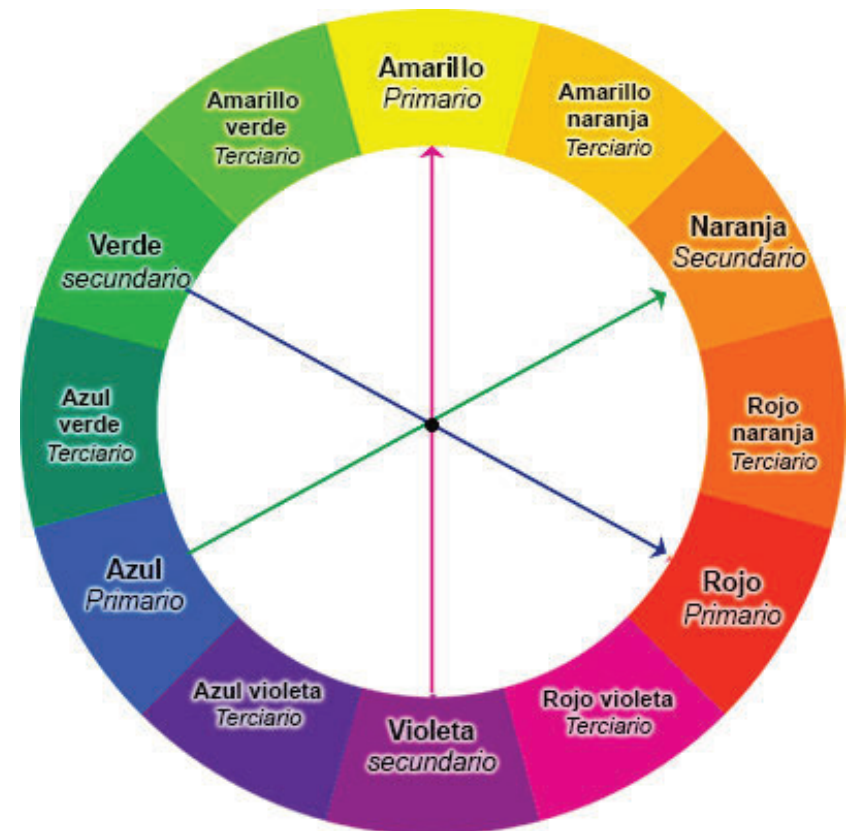 Amarillo
Primario
Amarillo
naranja
Terciario
Naranja
Secundario
Rojo
naranja
Terciario
Rojo
Primario
Rojo violeta
Terciario
Violeta
secundario
Azul violeta
Terciario
Azul
Primario
Azul
verde
Terciario
Verde
secundario
Amarillo
verde
Terciario